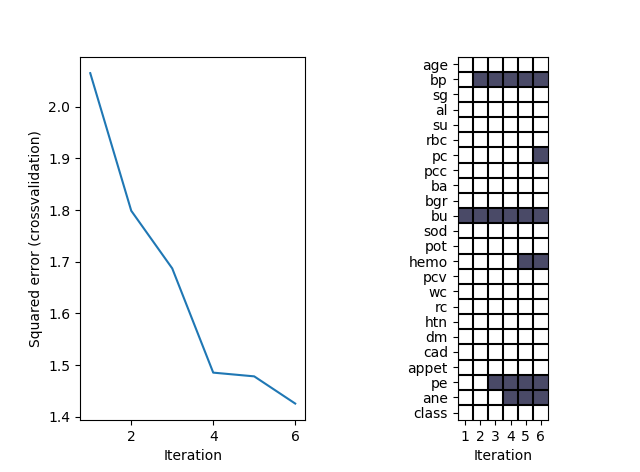 Squared error (crossvalidation)
2.0
1.9
1.8
1.7
1.6
1.5
1.4
2 4 6
Iteration
age
bp
sg
al
su
rbc
pc
pcc
ba
bgr
bu
sod
pot
hemo
pcv
wc
rc
htn
dm
cad
appet
pe
ane
class
1 2 3 4 5 6
Iteration